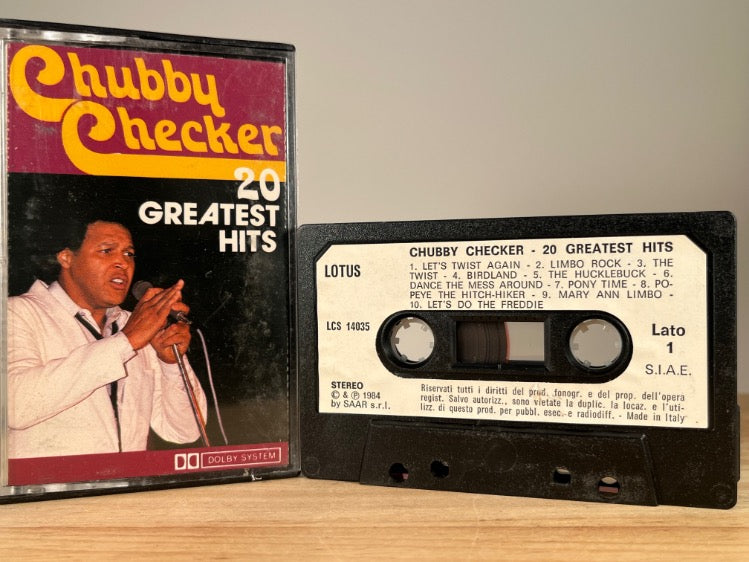 Chubby
Checker
20
GREATEST
HITS
DOLBY SYSTEM
CHUBBY CHECKER - 20 GREATEST HITS
LOTUS
1. LET'S TWIST AGAIN - 2. LIMBO ROCK - 3. THE
TWIST - 4. BIRDLAND - 5. THE HUCKLEBUCK - 6.
DANCE THE MESS AROUND - 7. PONY TIME - 8. PO-
PEYE THE HITCH-HIKER - 9. MARY ANN LIMBO -
10. LET'S DO THE FREDDIE
LCS 14035
Lato
1
S.I.A.E.
STEREO
© & ℗ 1984
by SAAR s.r.l.
Riservati tutti i diritti del prod. fonogr. e del prop. dell'opera
regist. Salvo autorizz., sono vietate la duplic. la locaz. e l'uti-
lizz. di questo prod. per pubbl. esec. e radiodiff. - Made in Italy